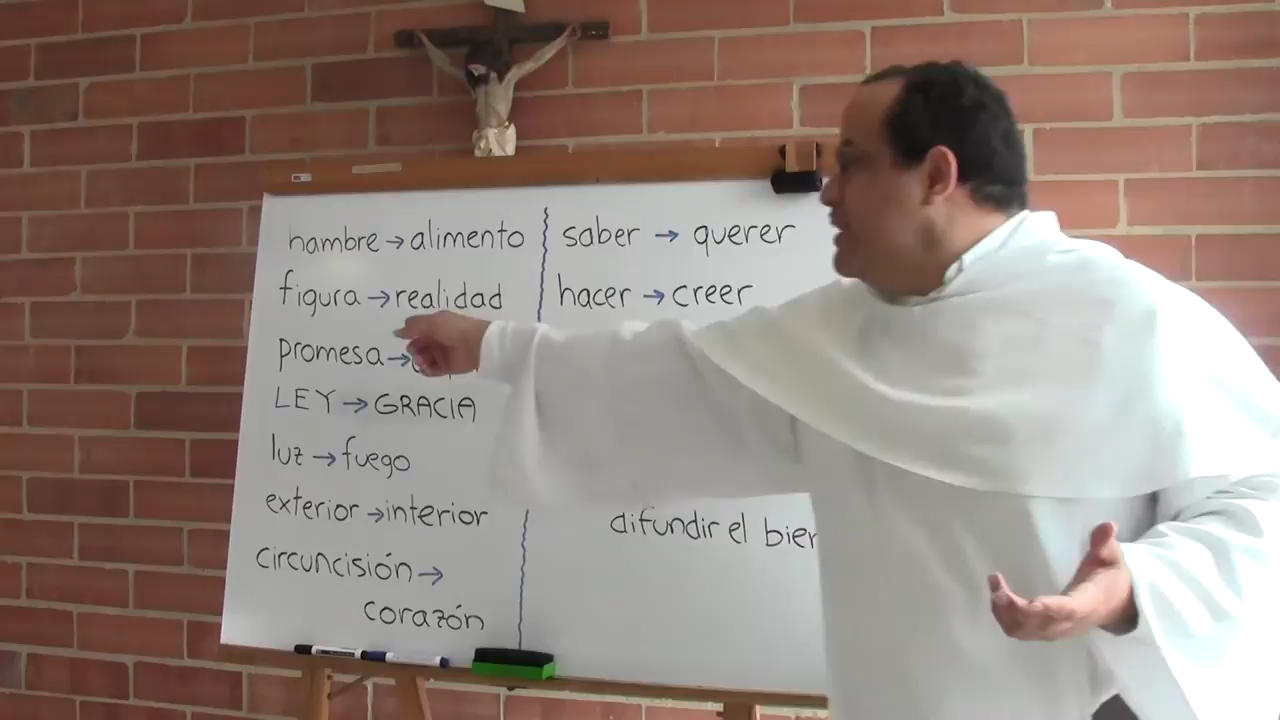 hambre → alimento
figura → realidad
promesa →
LEY → GRACIA
luz → fuego
exterior → interior
circuncisión →
corazón
saber → querer
hacer → creer
difundir el bien